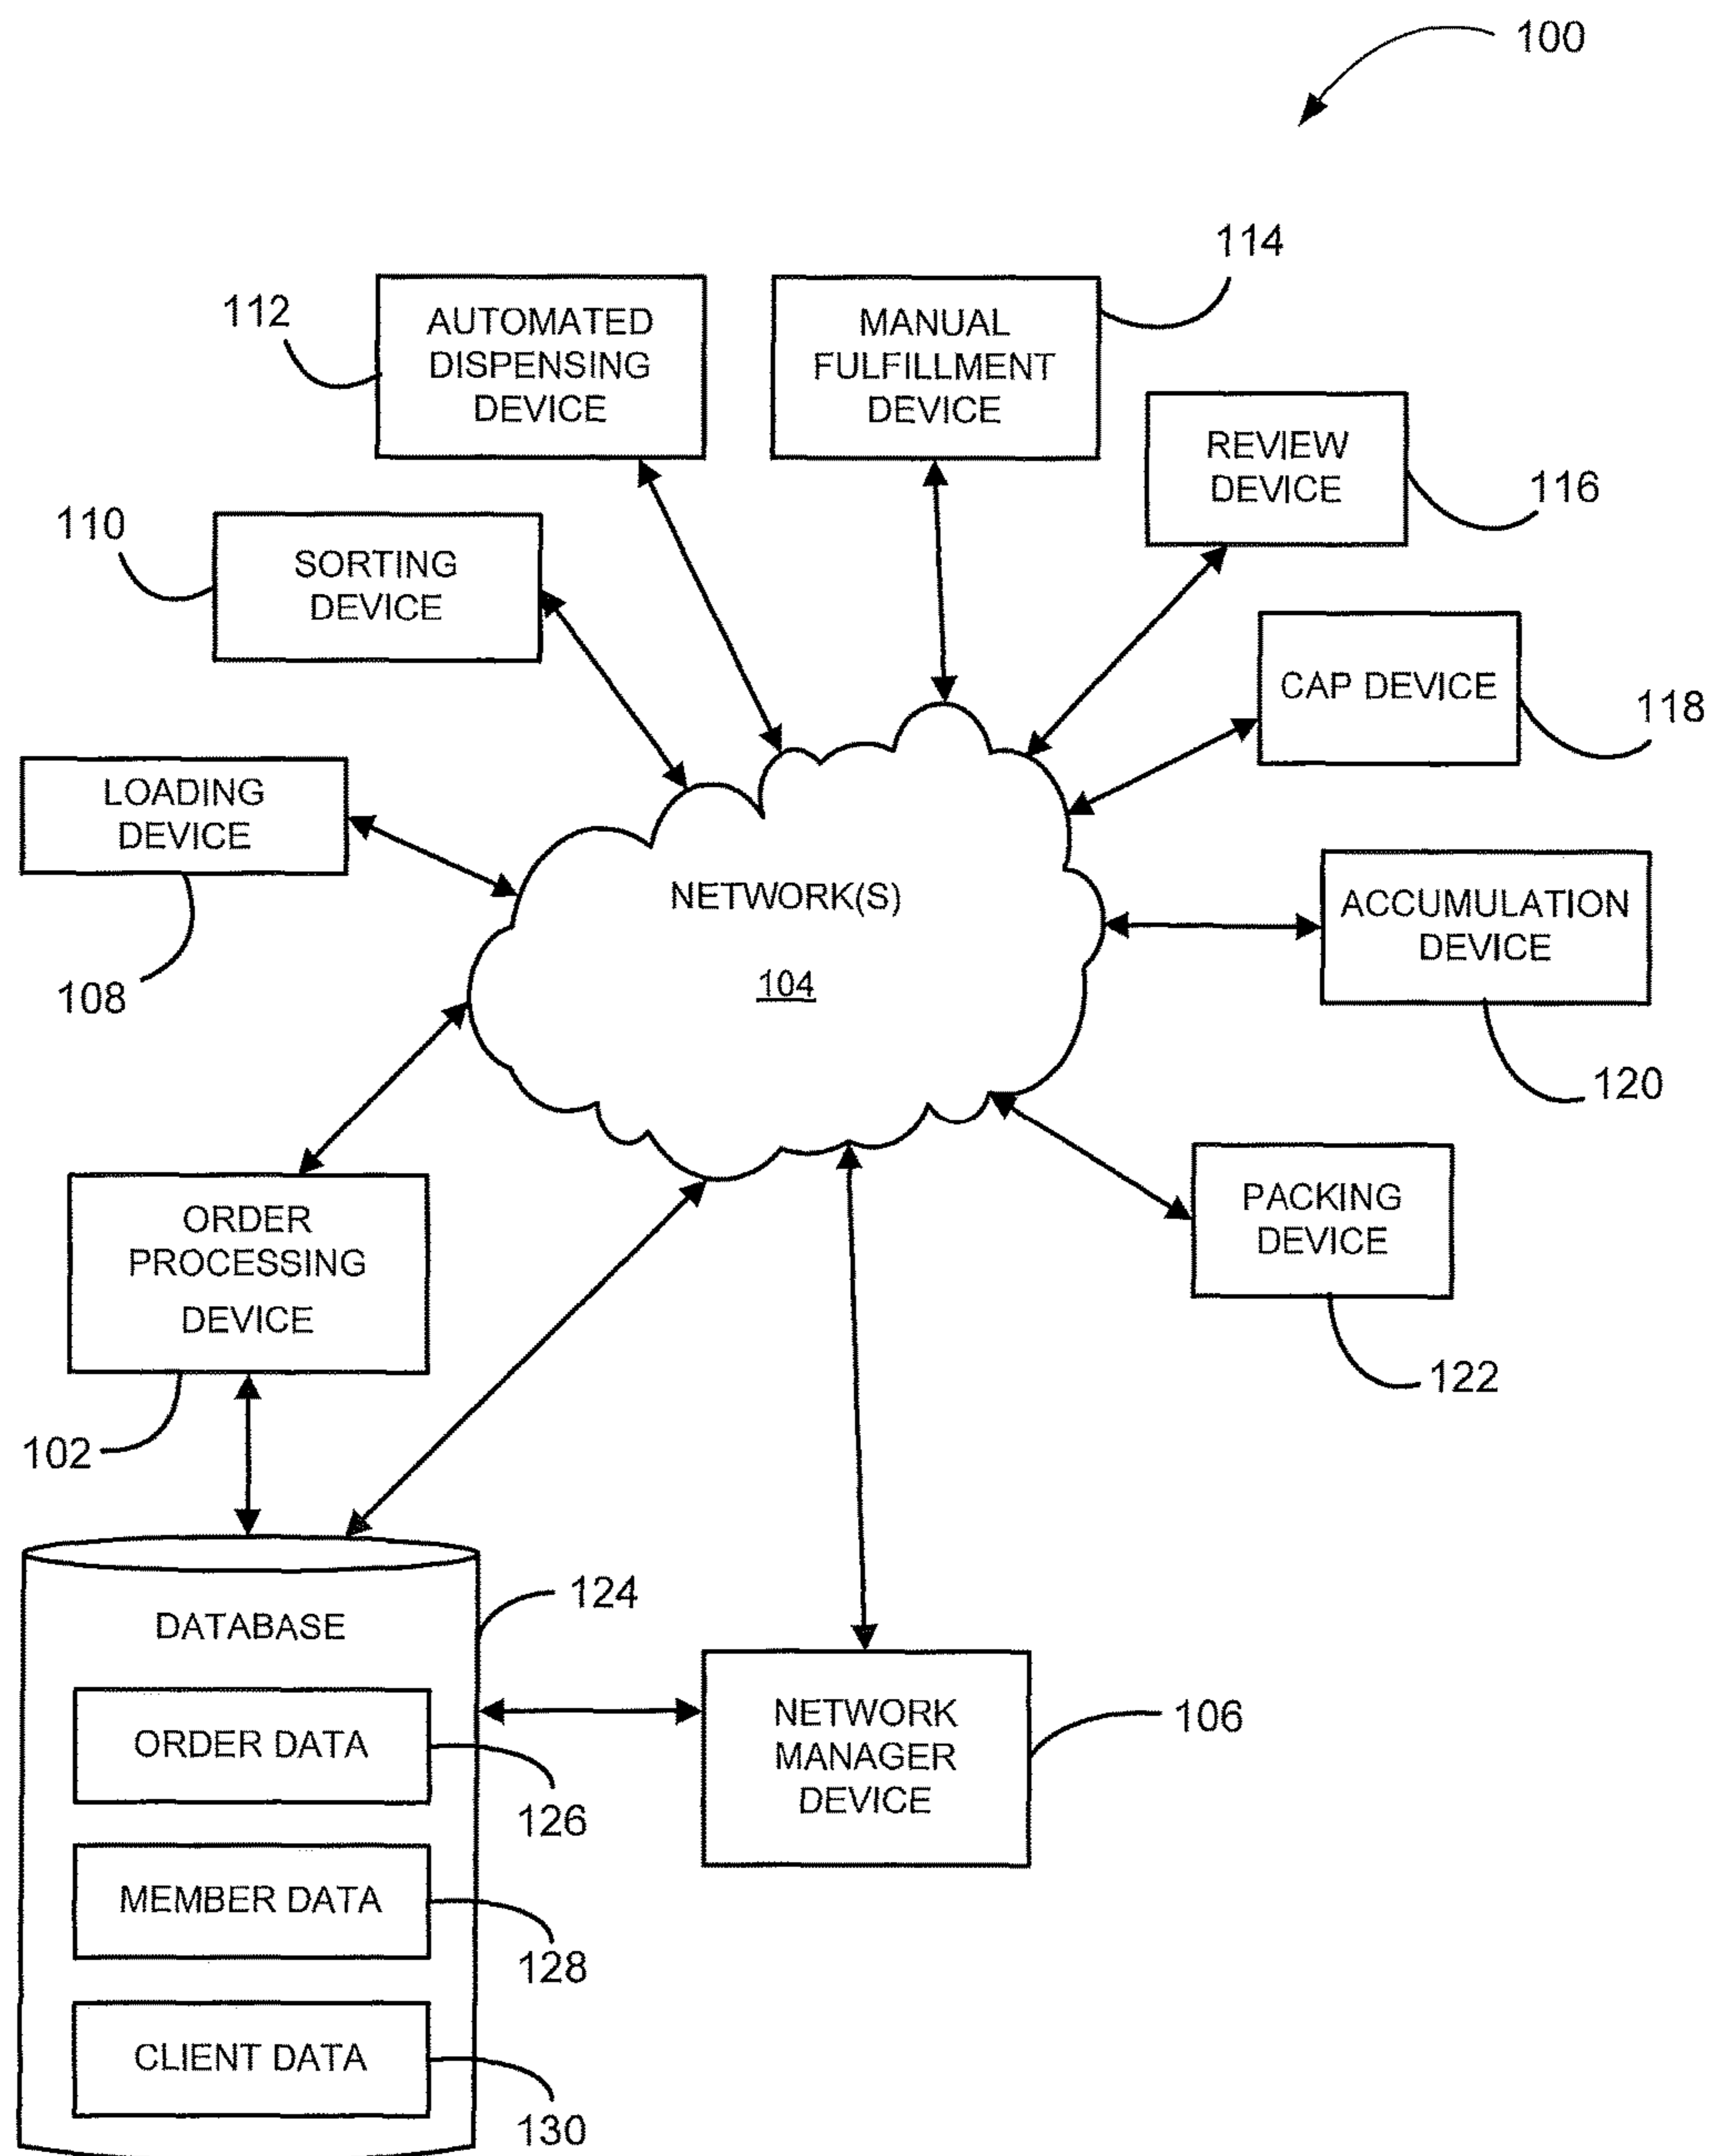 100
114
112
AUTOMATED
DISPENSING
DEVICE
MANUAL
FULFILLMENT
DEVICE
REVIEW
DEVICE
116
110
SORTING
DEVICE
CAP DEVICE
118
LOADING
DEVICE
108
NETWORK(S)
104
ACCUMULATION
DEVICE
120
ORDER
PROCESSING
DEVICE
102
PACKING
DEVICE
122
124
DATABASE
ORDER DATA
126
MEMBER DATA
128
CLIENT DATA
130
NETWORK
MANAGER
DEVICE
106